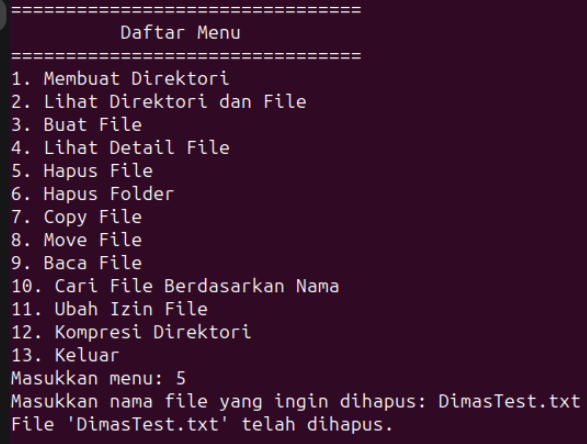 ================================
Daftar Menu
================================
1. Membuat Direktori
2. Lihat Direktori dan File
3. Buat File
4. Lihat Detail File
5. Hapus File
6. Hapus Folder
7. Copy File
8. Move File
9. Baca File
10. Cari File Berdasarkan Nama
11. Ubah Izin File
12. Kompresi Direktori
13. Keluar
Masukkan menu: 5
Masukkan nama file yang ingin dihapus: DimasTest.txt
File 'DimasTest.txt' telah dihapus.